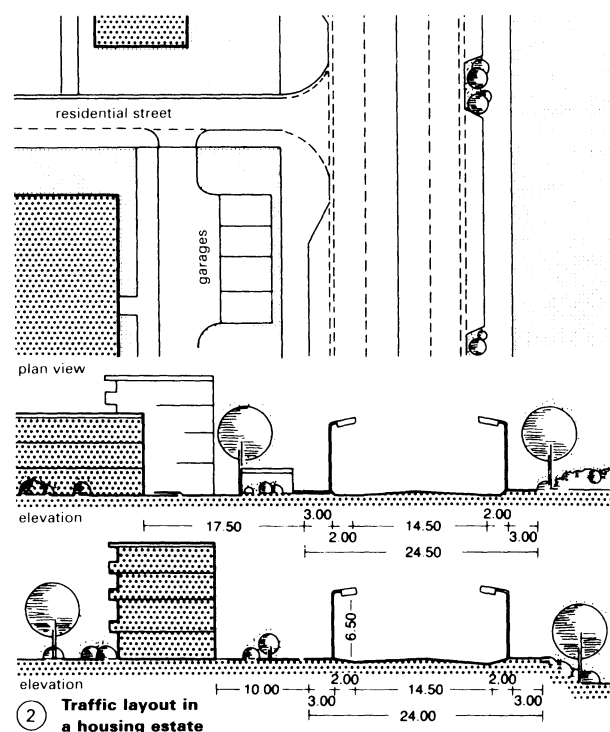 residential street
garages
plan view
elevation
17.50
3.00
2.00
14.50
2.00
3.00
24.50
6.50
elevation
10 00
3.00
2.00
14.50
2.00
3.00
24.00
2 Traffic layout in
a housing estate